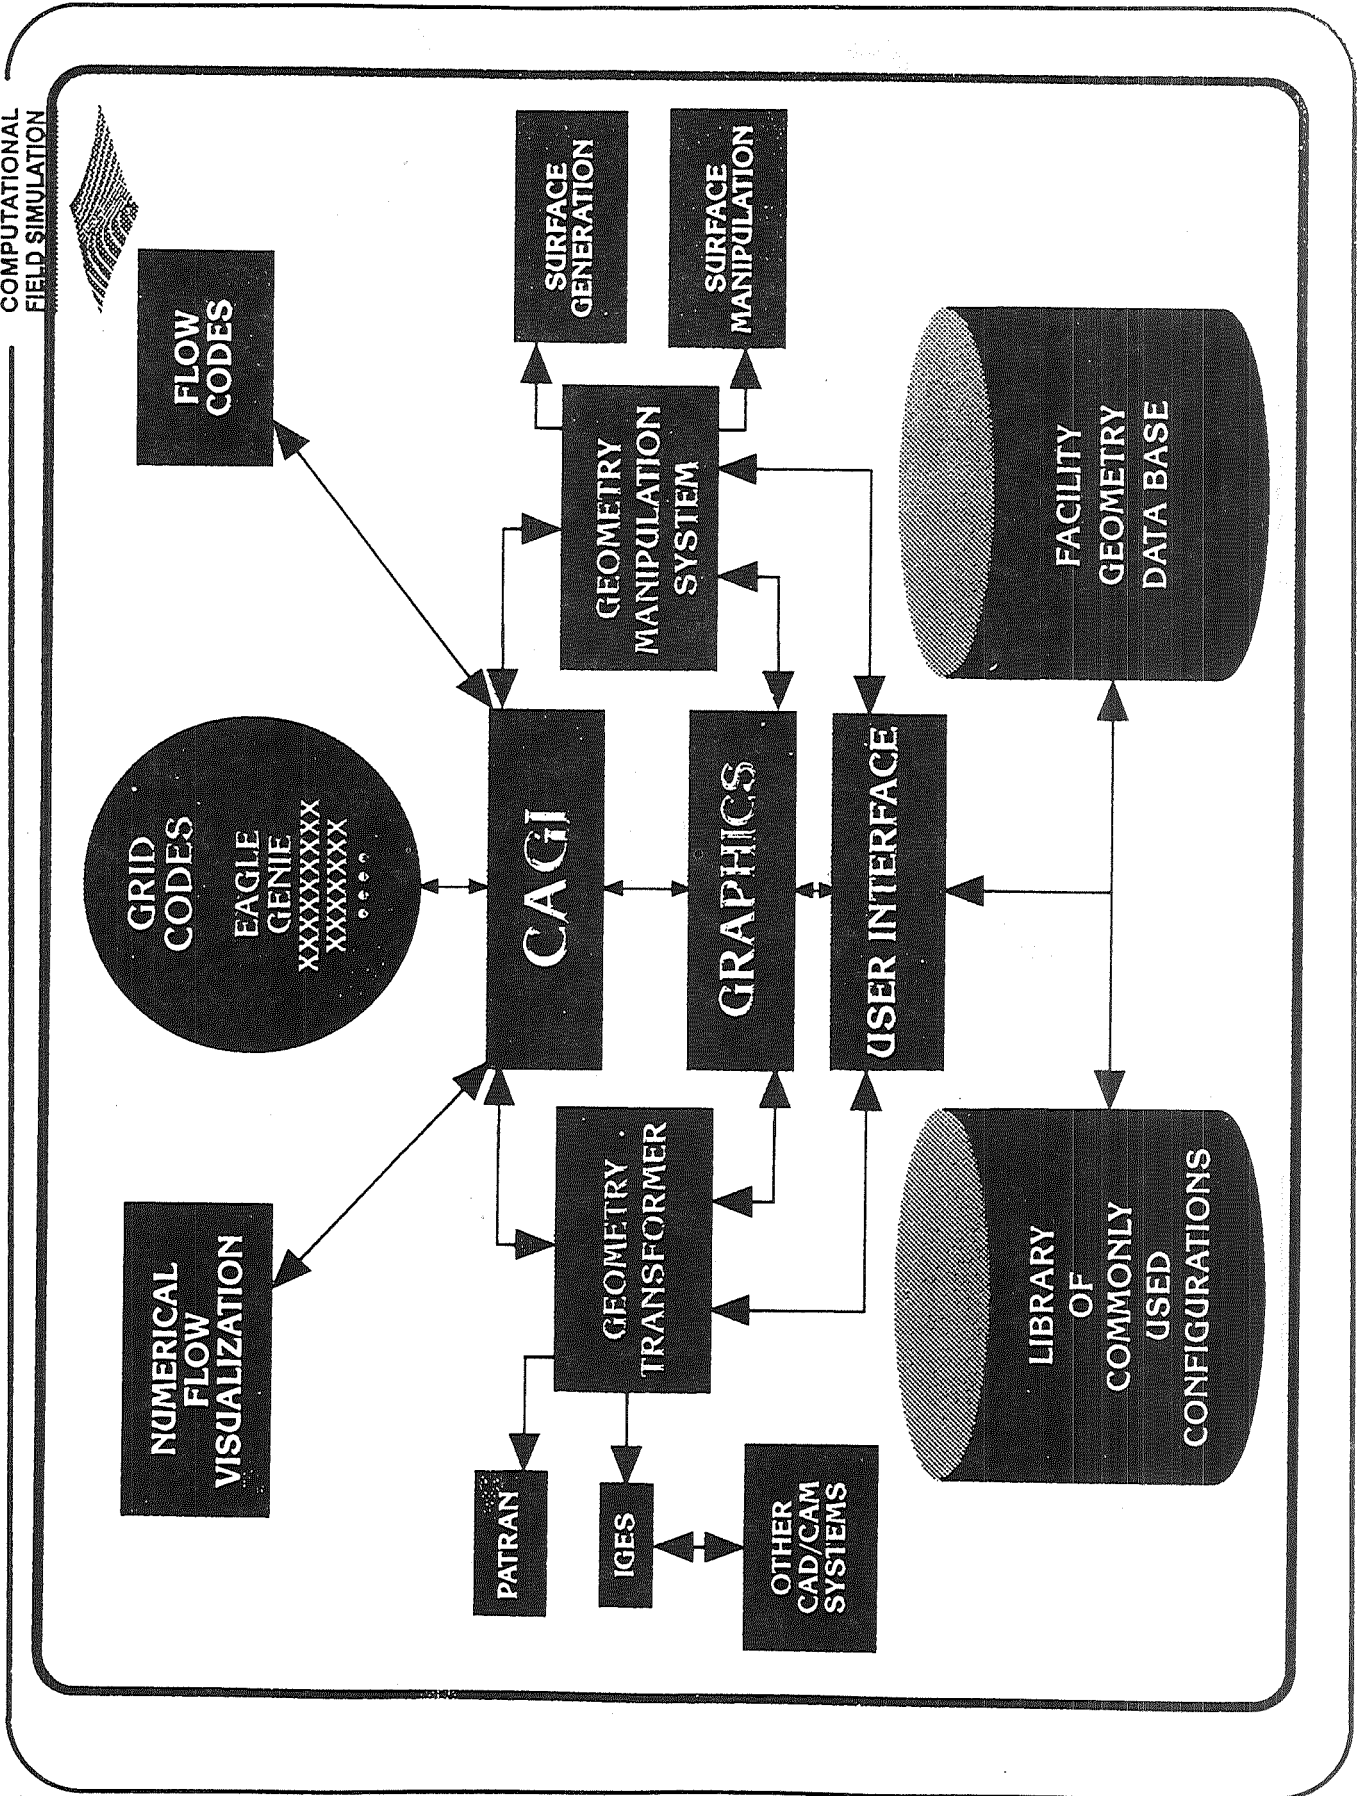 COMPUTATIONAL
FIELD SIMULATION
NUMERICAL
FLOW
VISUALIZATION
GRID
CODES
EAGLE
GENIE
XXXXXXXXX
XXXXXXX
FLOW
CODES
PATRAN
IGES
OTHER
CAD/CAM
SYSTEMS
GEOMETRY
TRANSFORMER
CAGI
GRAPHICS
USER INTERFACE
GEOMETRY
MANIPULATION
SYSTEM
SURFACE
GENERATION
SURFACE
MANIPULATION
LIBRARY
OF
COMMONLY
USED
CONFIGURATIONS
FACILITY
GEOMETRY
DATA BASE